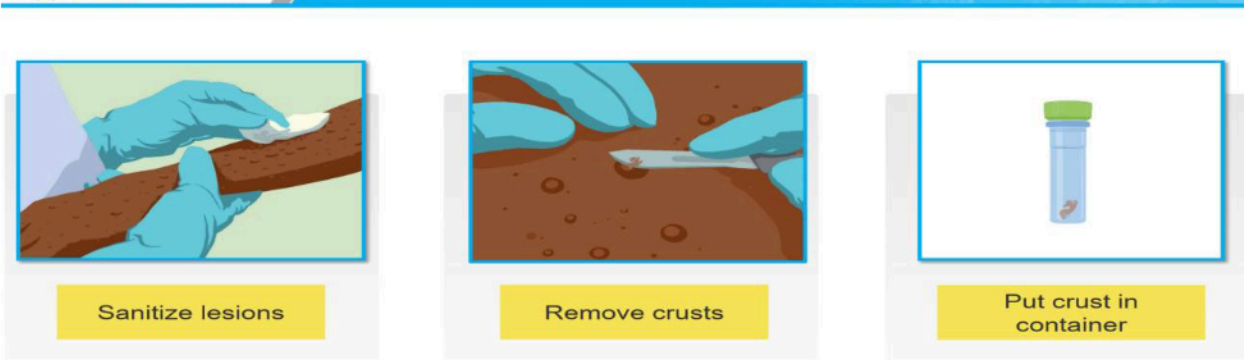 Sanitize lesions
Remove crusts
Put crust in
container